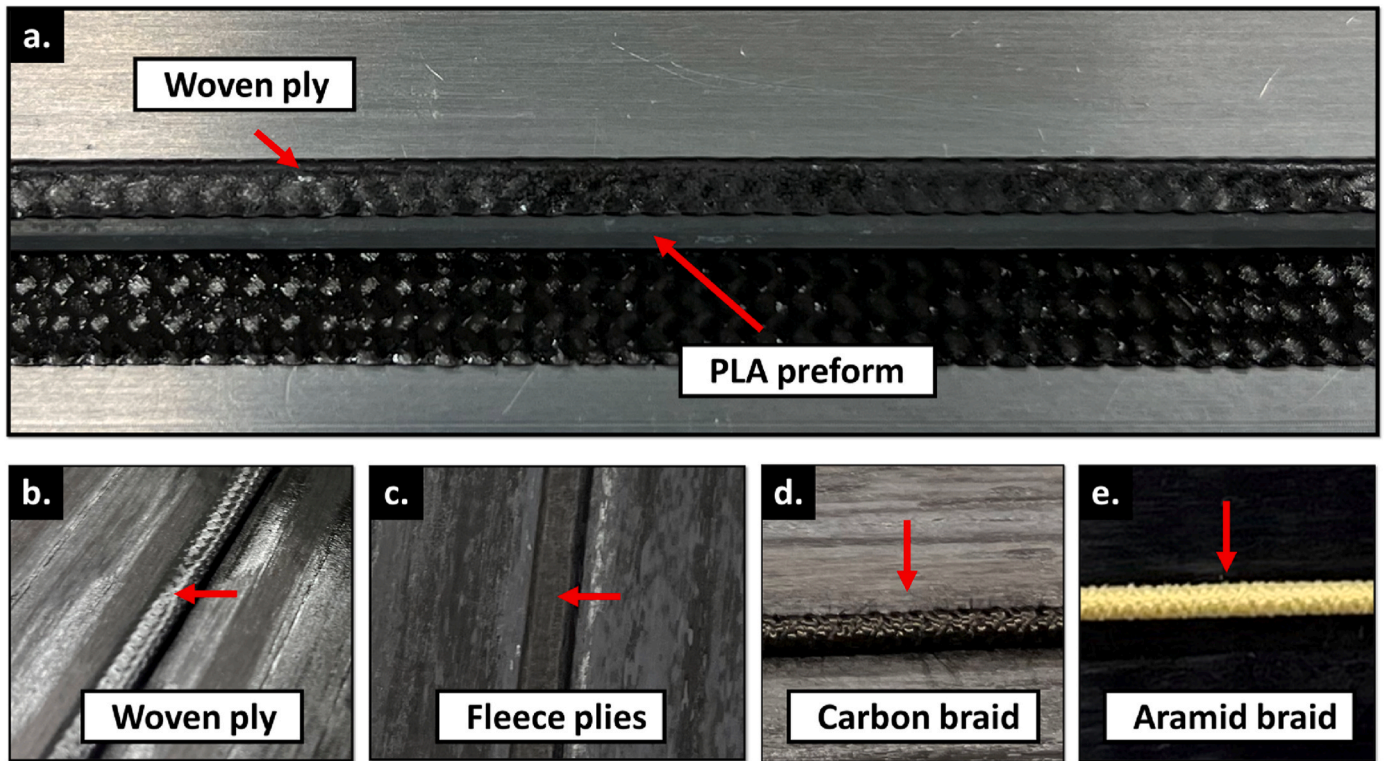 a.
Woven ply
PLA preform
b.
Woven ply
c.
Fleece plies
d.
Carbon braid
e.
Aramid braid